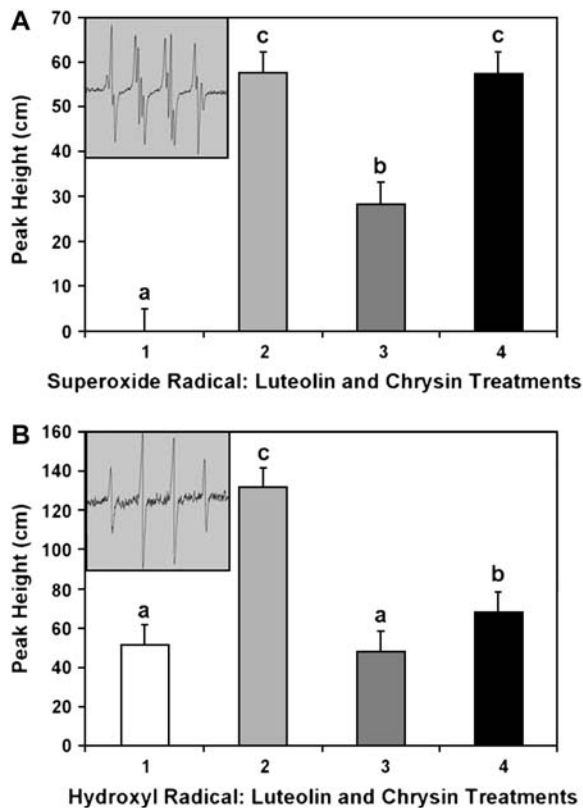 A
Peak Height (cm)
70
60
50
40
30
20
10
0
a
c
b
c
1 2 3 4
Superoxide Radical: Luteolin and Chrysin Treatments
B
Peak Height (cm)
160
140
120
100
80
60
40
20
0
a
c
a
b
1 2 3 4
Hydroxyl Radical: Luteolin and Chrysin Treatments